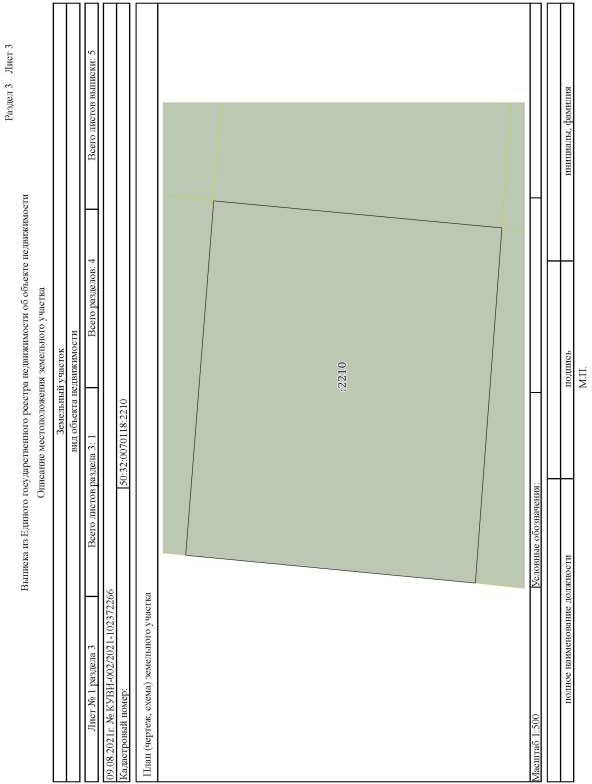 Раздел 3 Лист 3
Выписка из Единого государственного реестра недвижимости об объекте недвижимости
Описание местоположения земельного участка
Земельный участок
вид объекта недвижимости
Лист № 1 раздела 3 Всего листов раздела 3: 1 Всего разделов: 4 Всего листов выписки: 5
09.08.2021г. № КУВИ-002/2021-102372266
Кадастровый номер: 50:32:0070118:2210
План (чертеж, схема) земельного участка
:2210
Масштаб 1:500 Условные обозначения:
полное наименование должности подпись инициалы, фамилия
М.П.